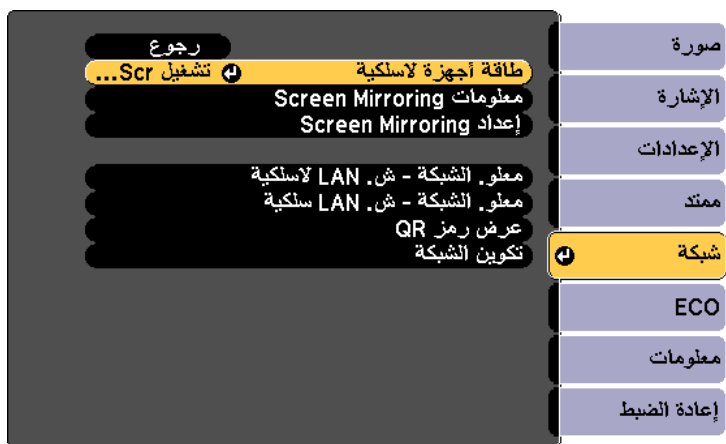 صورة
الإشارة
الإعدادات
ممتد
شبكة
ECO
معلومات
إعادة الضبط
رجوع
طاقة أجهزة لاسلكية تشغيل Scr...
معلومات Screen Mirroring
إعداد Screen Mirroring
معلو. الشبكة - ش. LAN لاسلكية
معلو. الشبكة - ش. LAN سلكية
عرض رمز QR
تكوين الشبكة